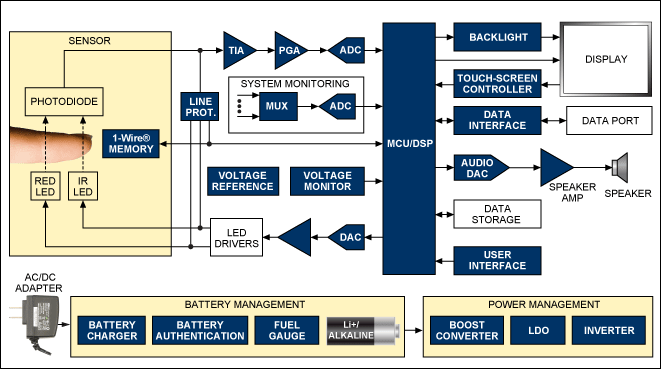 SENSOR
PHOTODIODE
1-Wire®
MEMORY
RED
LED
IR
LED
LINE
PROT.
TIA
PGA
ADC
SYSTEM MONITORING
MUX
ADC
VOLTAGE
REFERENCE
VOLTAGE
MONITOR
LED
DRIVERS
DAC
MCU/DSP
BACKLIGHT
TOUCH-SCREEN
CONTROLLER
DISPLAY
DATA
INTERFACE
DATA PORT
AUDIO
DAC
SPEAKER
AMP
SPEAKER
DATA
STORAGE
USER
INTERFACE
AC/DC
ADAPTER
BATTERY MANAGEMENT
BATTERY
CHARGER
BATTERY
AUTHENTICATION
FUEL
GAUGE
Li+/
ALKALINE
POWER MANAGEMENT
BOOST
CONVERTER
LDO
INVERTER